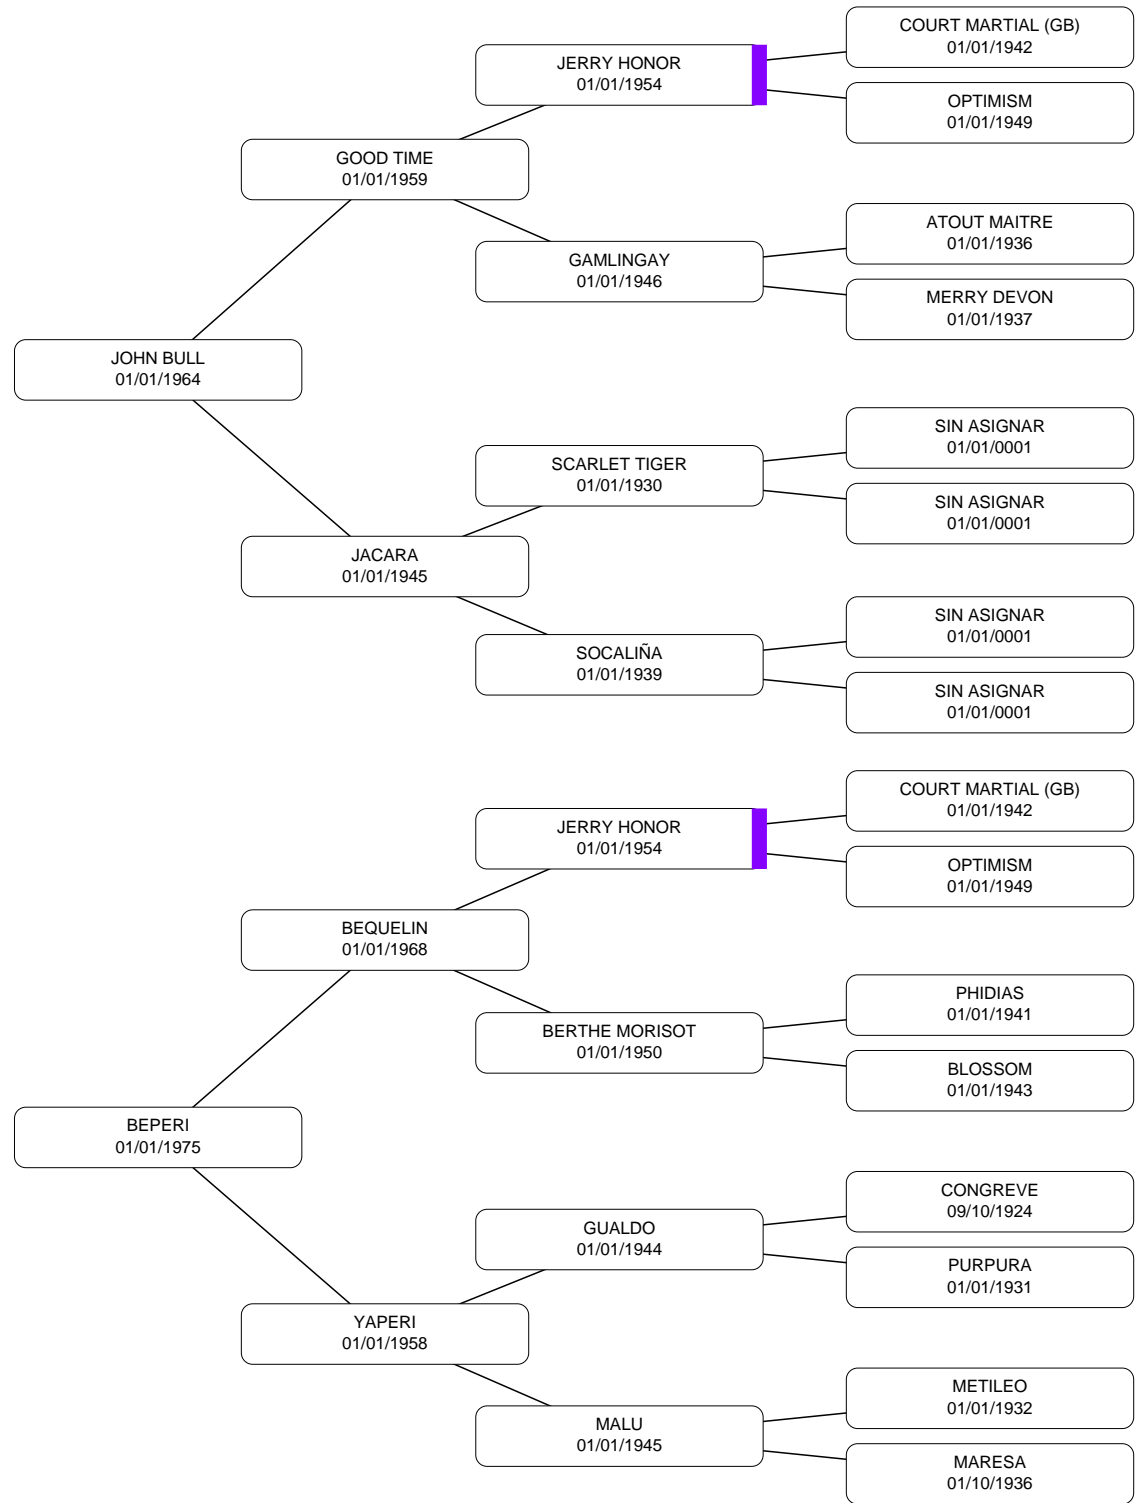 COURT MARTIAL (GB)
01/01/1942
JERRY HONOR
01/01/1954
OPTIMISM
01/01/1949
GOOD TIME
01/01/1959
ATOUT MAITRE
01/01/1936
GAMLINGAY
01/01/1946
MERRY DEVON
01/01/1937
JOHN BULL
01/01/1964
SIN ASIGNAR
01/01/0001
SCARLET TIGER
01/01/1930
SIN ASIGNAR
01/01/0001
JACARA
01/01/1945
SIN ASIGNAR
01/01/0001
SOCALIÑA
01/01/1939
SIN ASIGNAR
01/01/0001
COURT MARTIAL (GB)
01/01/1942
JERRY HONOR
01/01/1954
OPTIMISM
01/01/1949
BEQUELIN
01/01/1968
PHIDIAS
01/01/1941
BERTHE MORISOT
01/01/1950
BLOSSOM
01/01/1943
BEPERI
01/01/1975
CONGREVE
09/10/1924
GUALDO
01/01/1944
PURPURA
01/01/1931
YAPERI
01/01/1958
METILEO
01/01/1932
MALU
01/01/1945
MARESA
01/10/1936